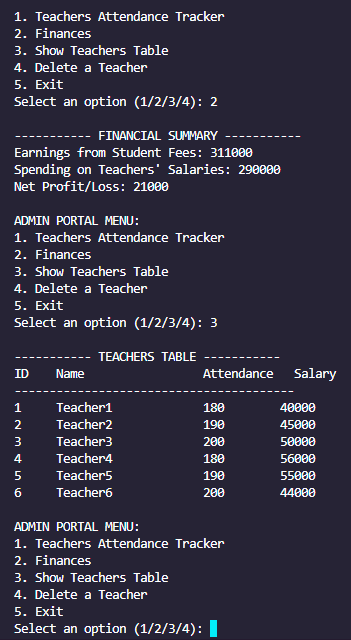 1. Teachers Attendance Tracker
2. Finances
3. Show Teachers Table
4. Delete a Teacher
5. Exit
Select an option (1/2/3/4): 2
----------- FINANCIAL SUMMARY -----------
Earnings from Student Fees: 311000
Spending on Teachers' Salaries: 290000
Net Profit/Loss: 21000
ADMIN PORTAL MENU:
1. Teachers Attendance Tracker
2. Finances
3. Show Teachers Table
4. Delete a Teacher
5. Exit
Select an option (1/2/3/4): 3
----------- TEACHERS TABLE -----------
ID    Name                 Attendance   Salary
----------------------------------------
1     Teacher1             180        40000
2     Teacher2             190        45000
3     Teacher3             200        50000
4     Teacher4             180        56000
5     Teacher5             190        55000
6     Teacher6             200        44000
ADMIN PORTAL MENU:
1. Teachers Attendance Tracker
2. Finances
3. Show Teachers Table
4. Delete a Teacher
5. Exit
Select an option (1/2/3/4):